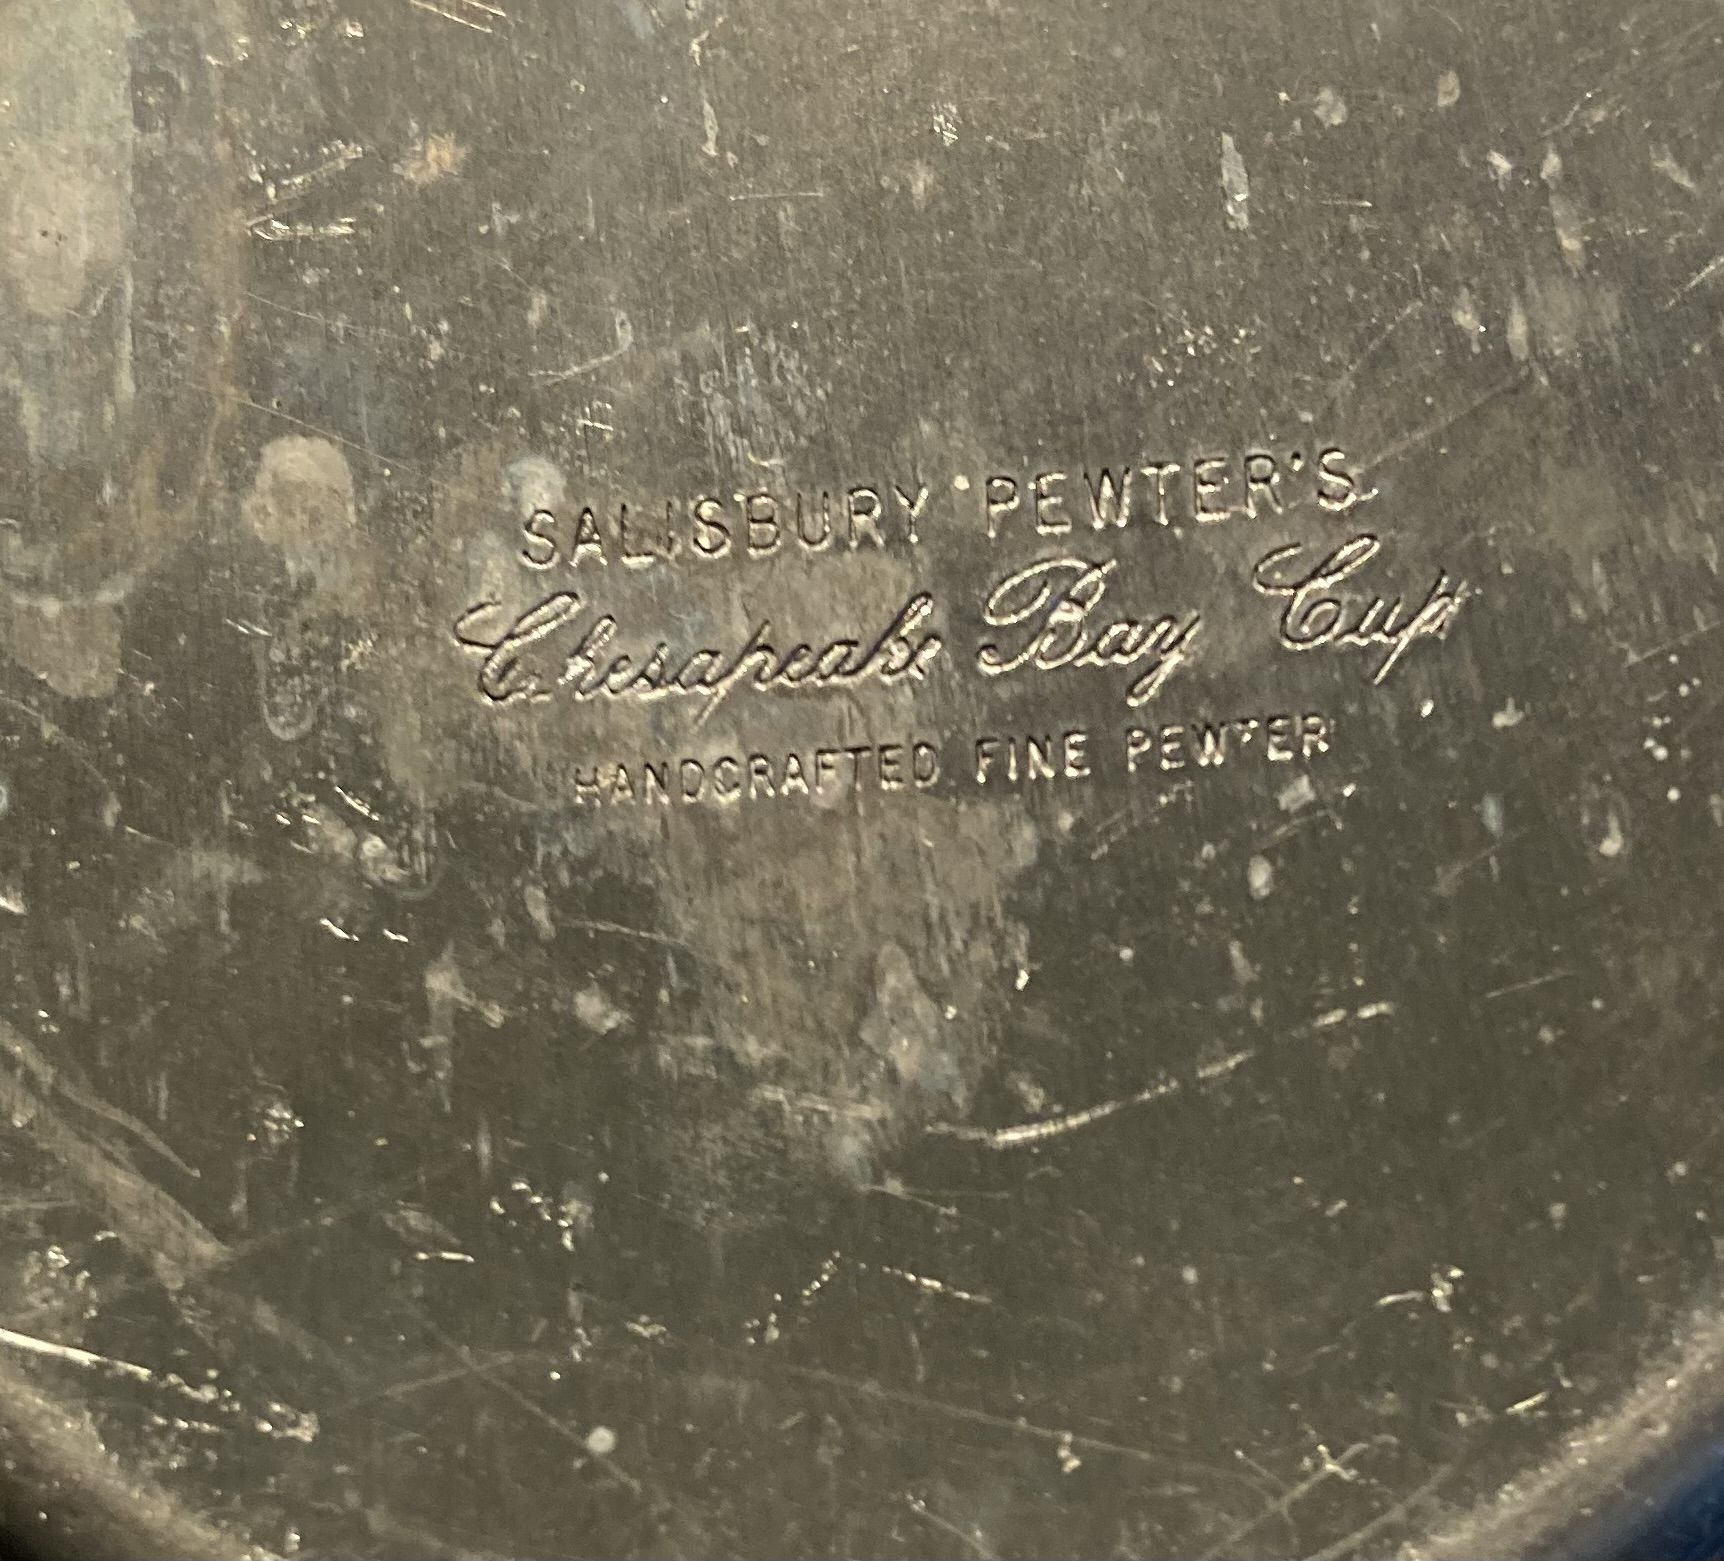 SALISBURY PEWTER'S
Chesapeake Bay Cup
HANDCRAFTED FINE PEWTER